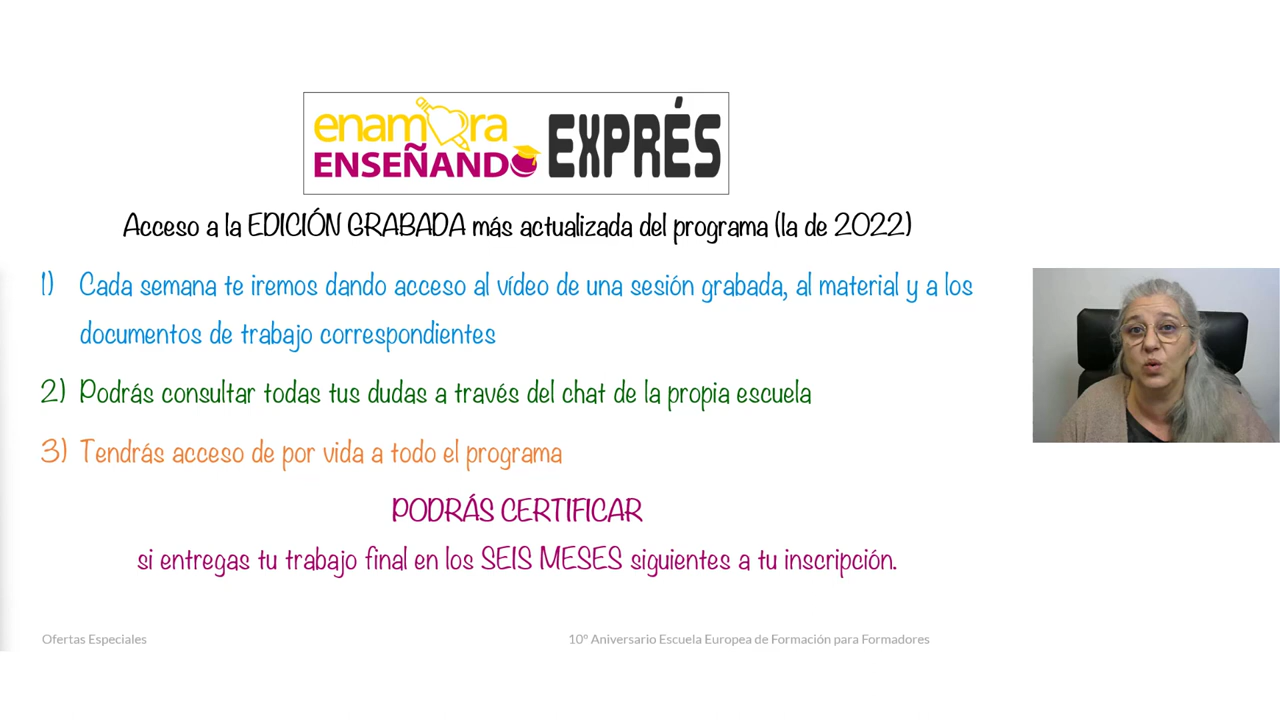 enamora
ENSEÑANDO EXPRÉS
Acceso a la EDICIÓN GRABADA más actualizada del programa (la de 2022)
1) Cada semana te iremos dando acceso al vídeo de una sesión grabada, al material y a los
documentos de trabajo correspondientes
2) Podrás consultar todas tus dudas a través del chat de la propia escuela
3) Tendrás acceso de por vida a todo el programa
PODRÁS CERTIFICAR
si entregas tu trabajo final en los SEIS MESES siguientes a tu inscripción.
Ofertas Especiales
10º Aniversario Escuela Europea de Formación para Formadores